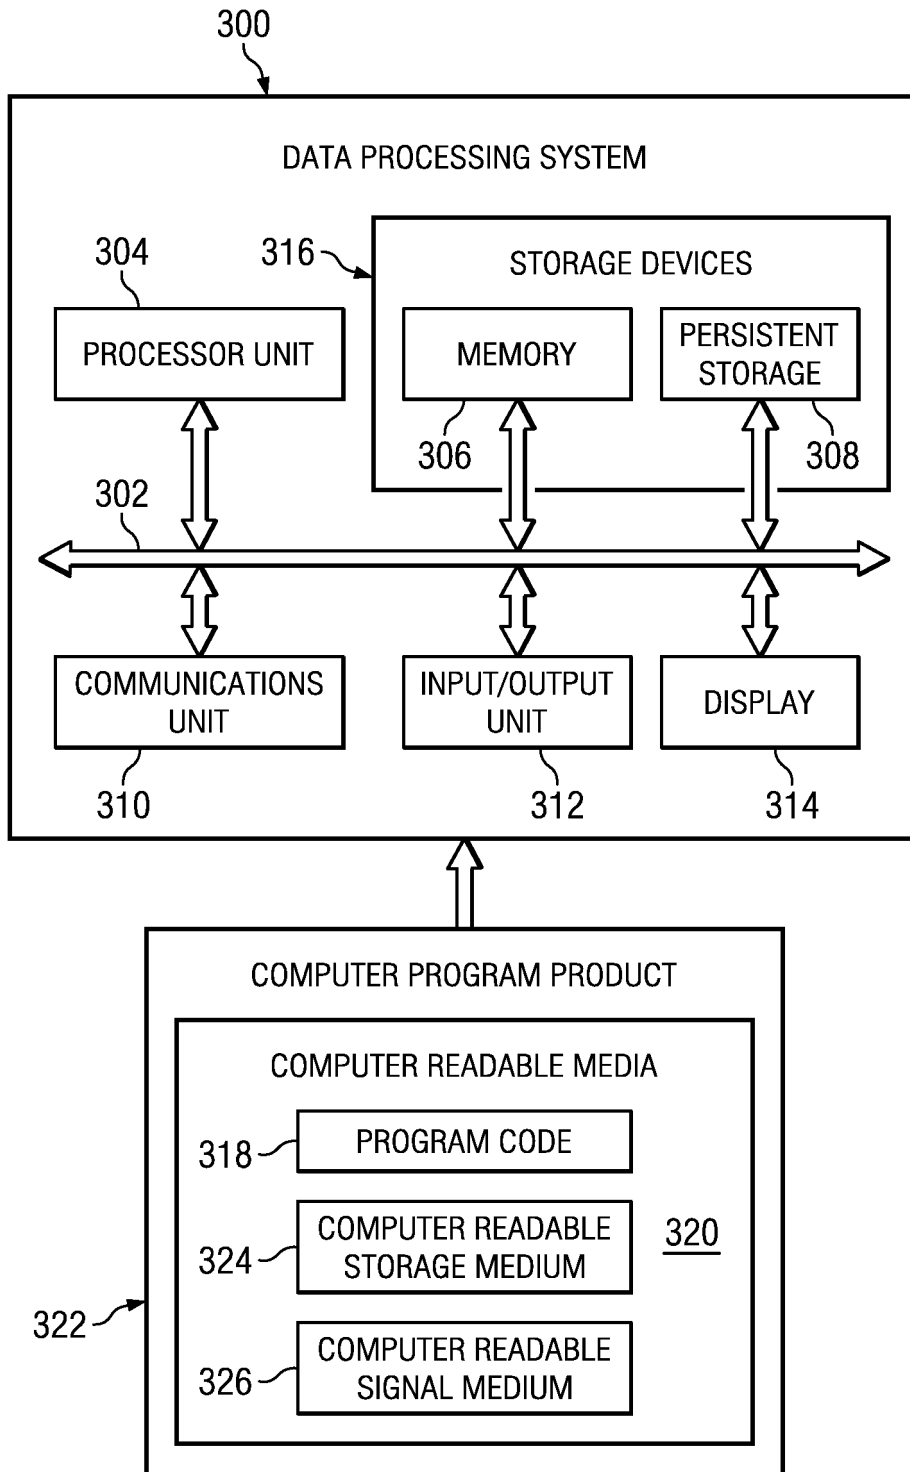 300
DATA PROCESSING SYSTEM
304
316
STORAGE DEVICES
PROCESSOR UNIT
MEMORY
PERSISTENT
STORAGE
306
308
302
COMMUNICATIONS
UNIT
INPUT/OUTPUT
UNIT
DISPLAY
310
312
314
COMPUTER PROGRAM PRODUCT
COMPUTER READABLE MEDIA
318
PROGRAM CODE
324
COMPUTER READABLE
STORAGE MEDIUM
320
322
326
COMPUTER READABLE
SIGNAL MEDIUM